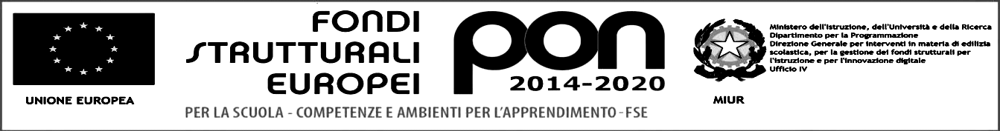 UNIONE EUROPEA
FONDI
STRUTTURALI
EUROPEI
pon
2014-2020
PER LA SCUOLA - COMPETENZE E AMBIENTI PER L'APPRENDIMENTO-FSE
MIUR
Ministero dell'Istruzione, dell'Università e della Ricerca
Dipartimento per la Programmazione
Direzione Generale per interventi in materia di edilizia
scolastica, per la gestione dei fondi strutturali per
l'istruzione e per l'innovazione digitale
Ufficio IV